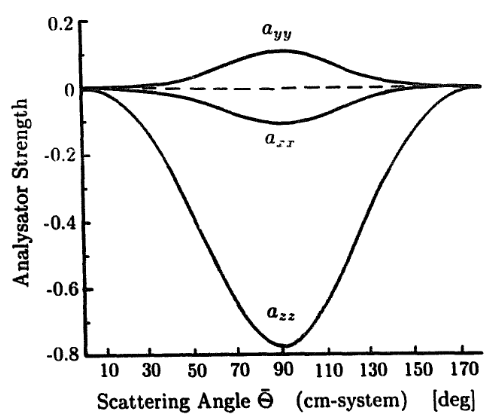 0.2
0
-0.2
-0.4
-0.6
-0.8
Analysator Strength
a_yy
a_xx
a_zz
10 30 50 70 90 110 130 150 170
Scattering Angle Θ̄ (cm-system) [deg]